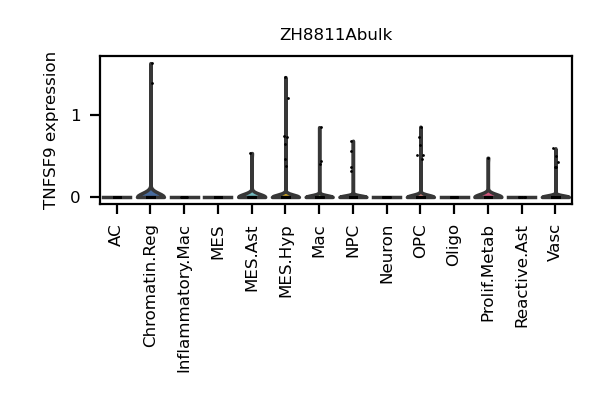 ZH8811Abulk
TNFSF9 expression
1
0
AC
Chromatin.Reg
Inflammatory.Mac
MES
MES.Ast
MES.Hyp
Mac
NPC
Neuron
OPC
Oligo
Prolif.Metab
Reactive.Ast
Vasc